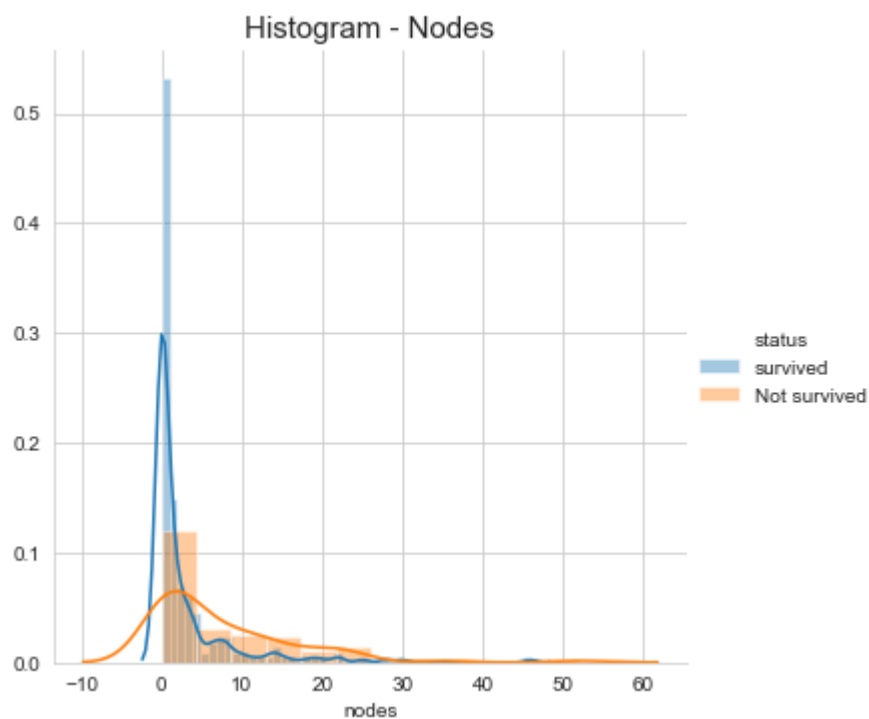 Histogram - Nodes
0.5
0.4
0.3
0.2
0.1
0.0
−10 0 10 20 30 40 50 60
nodes
status
survived
Not survived